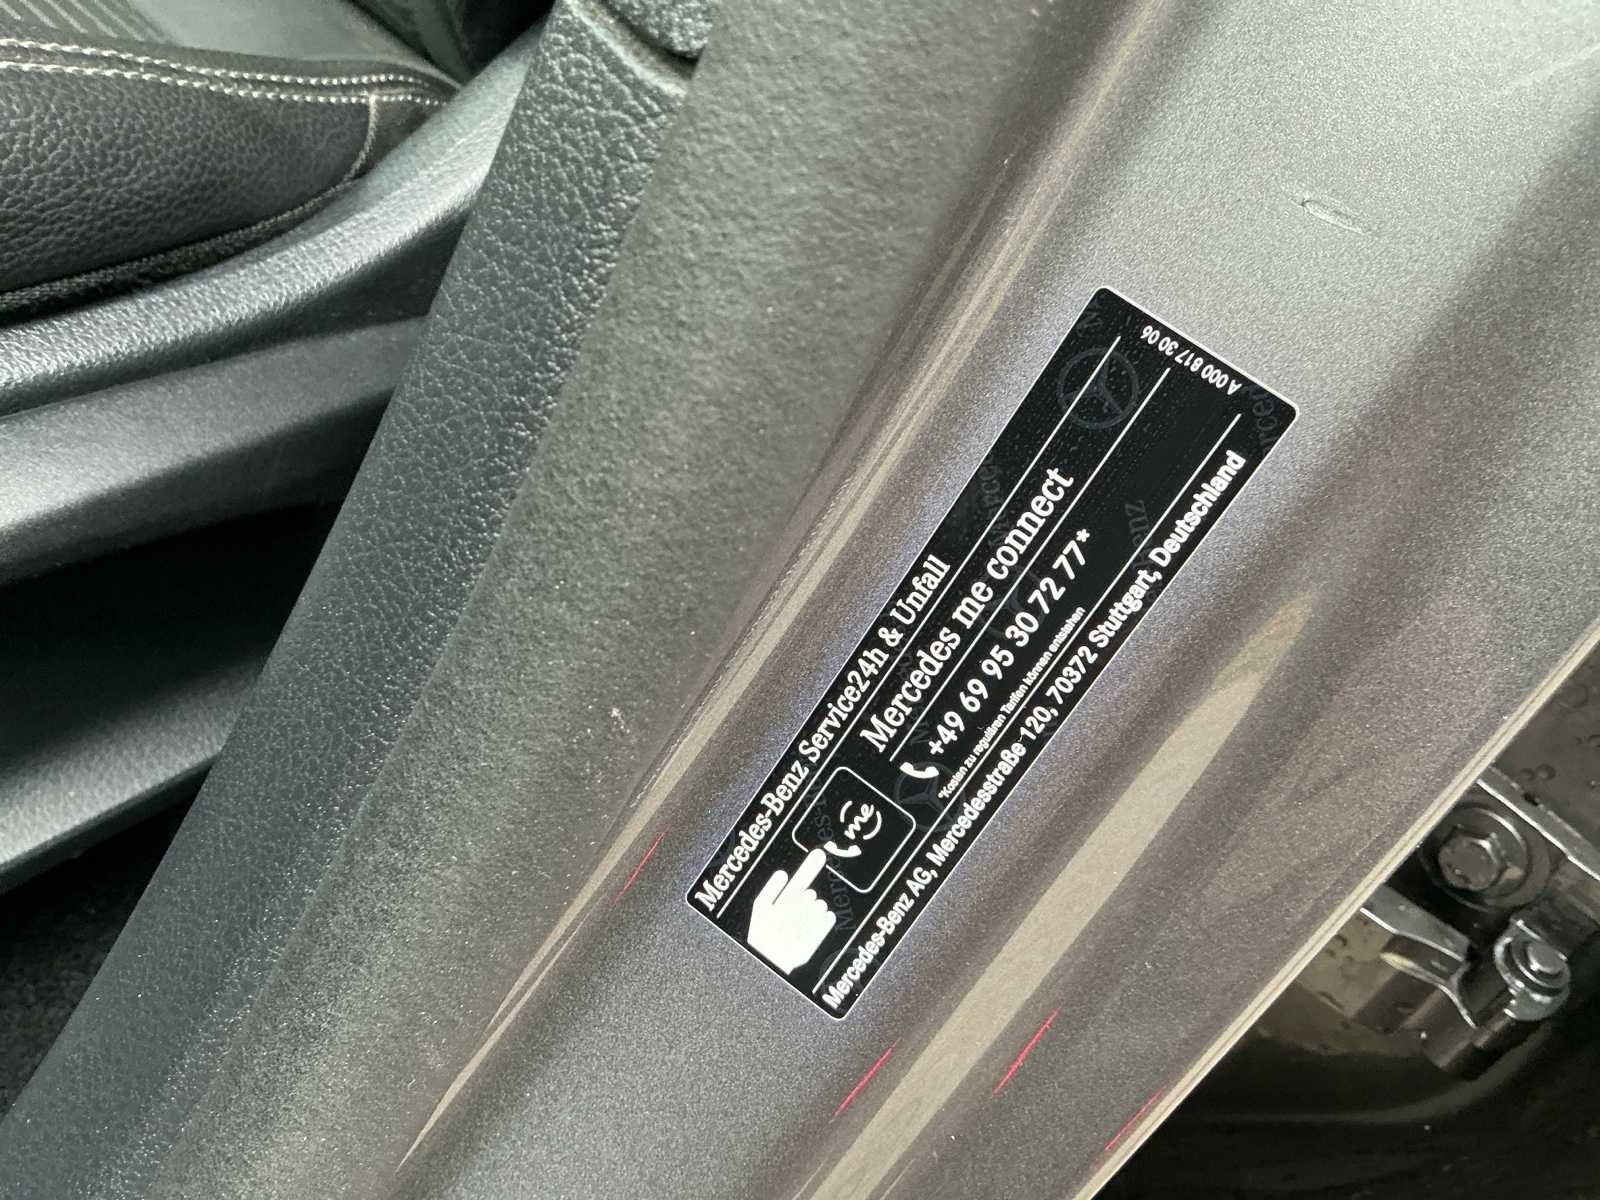 Mercedes-Benz Service24h & Unfall
me
Mercedes me connect
+49 69 95 30 72 77*
*Kosten zu regulären Tarifen können entstehen
Mercedes-Benz AG, Mercedesstraße 120, 70372 Stuttgart, Deutschland
A 000 817 30 06